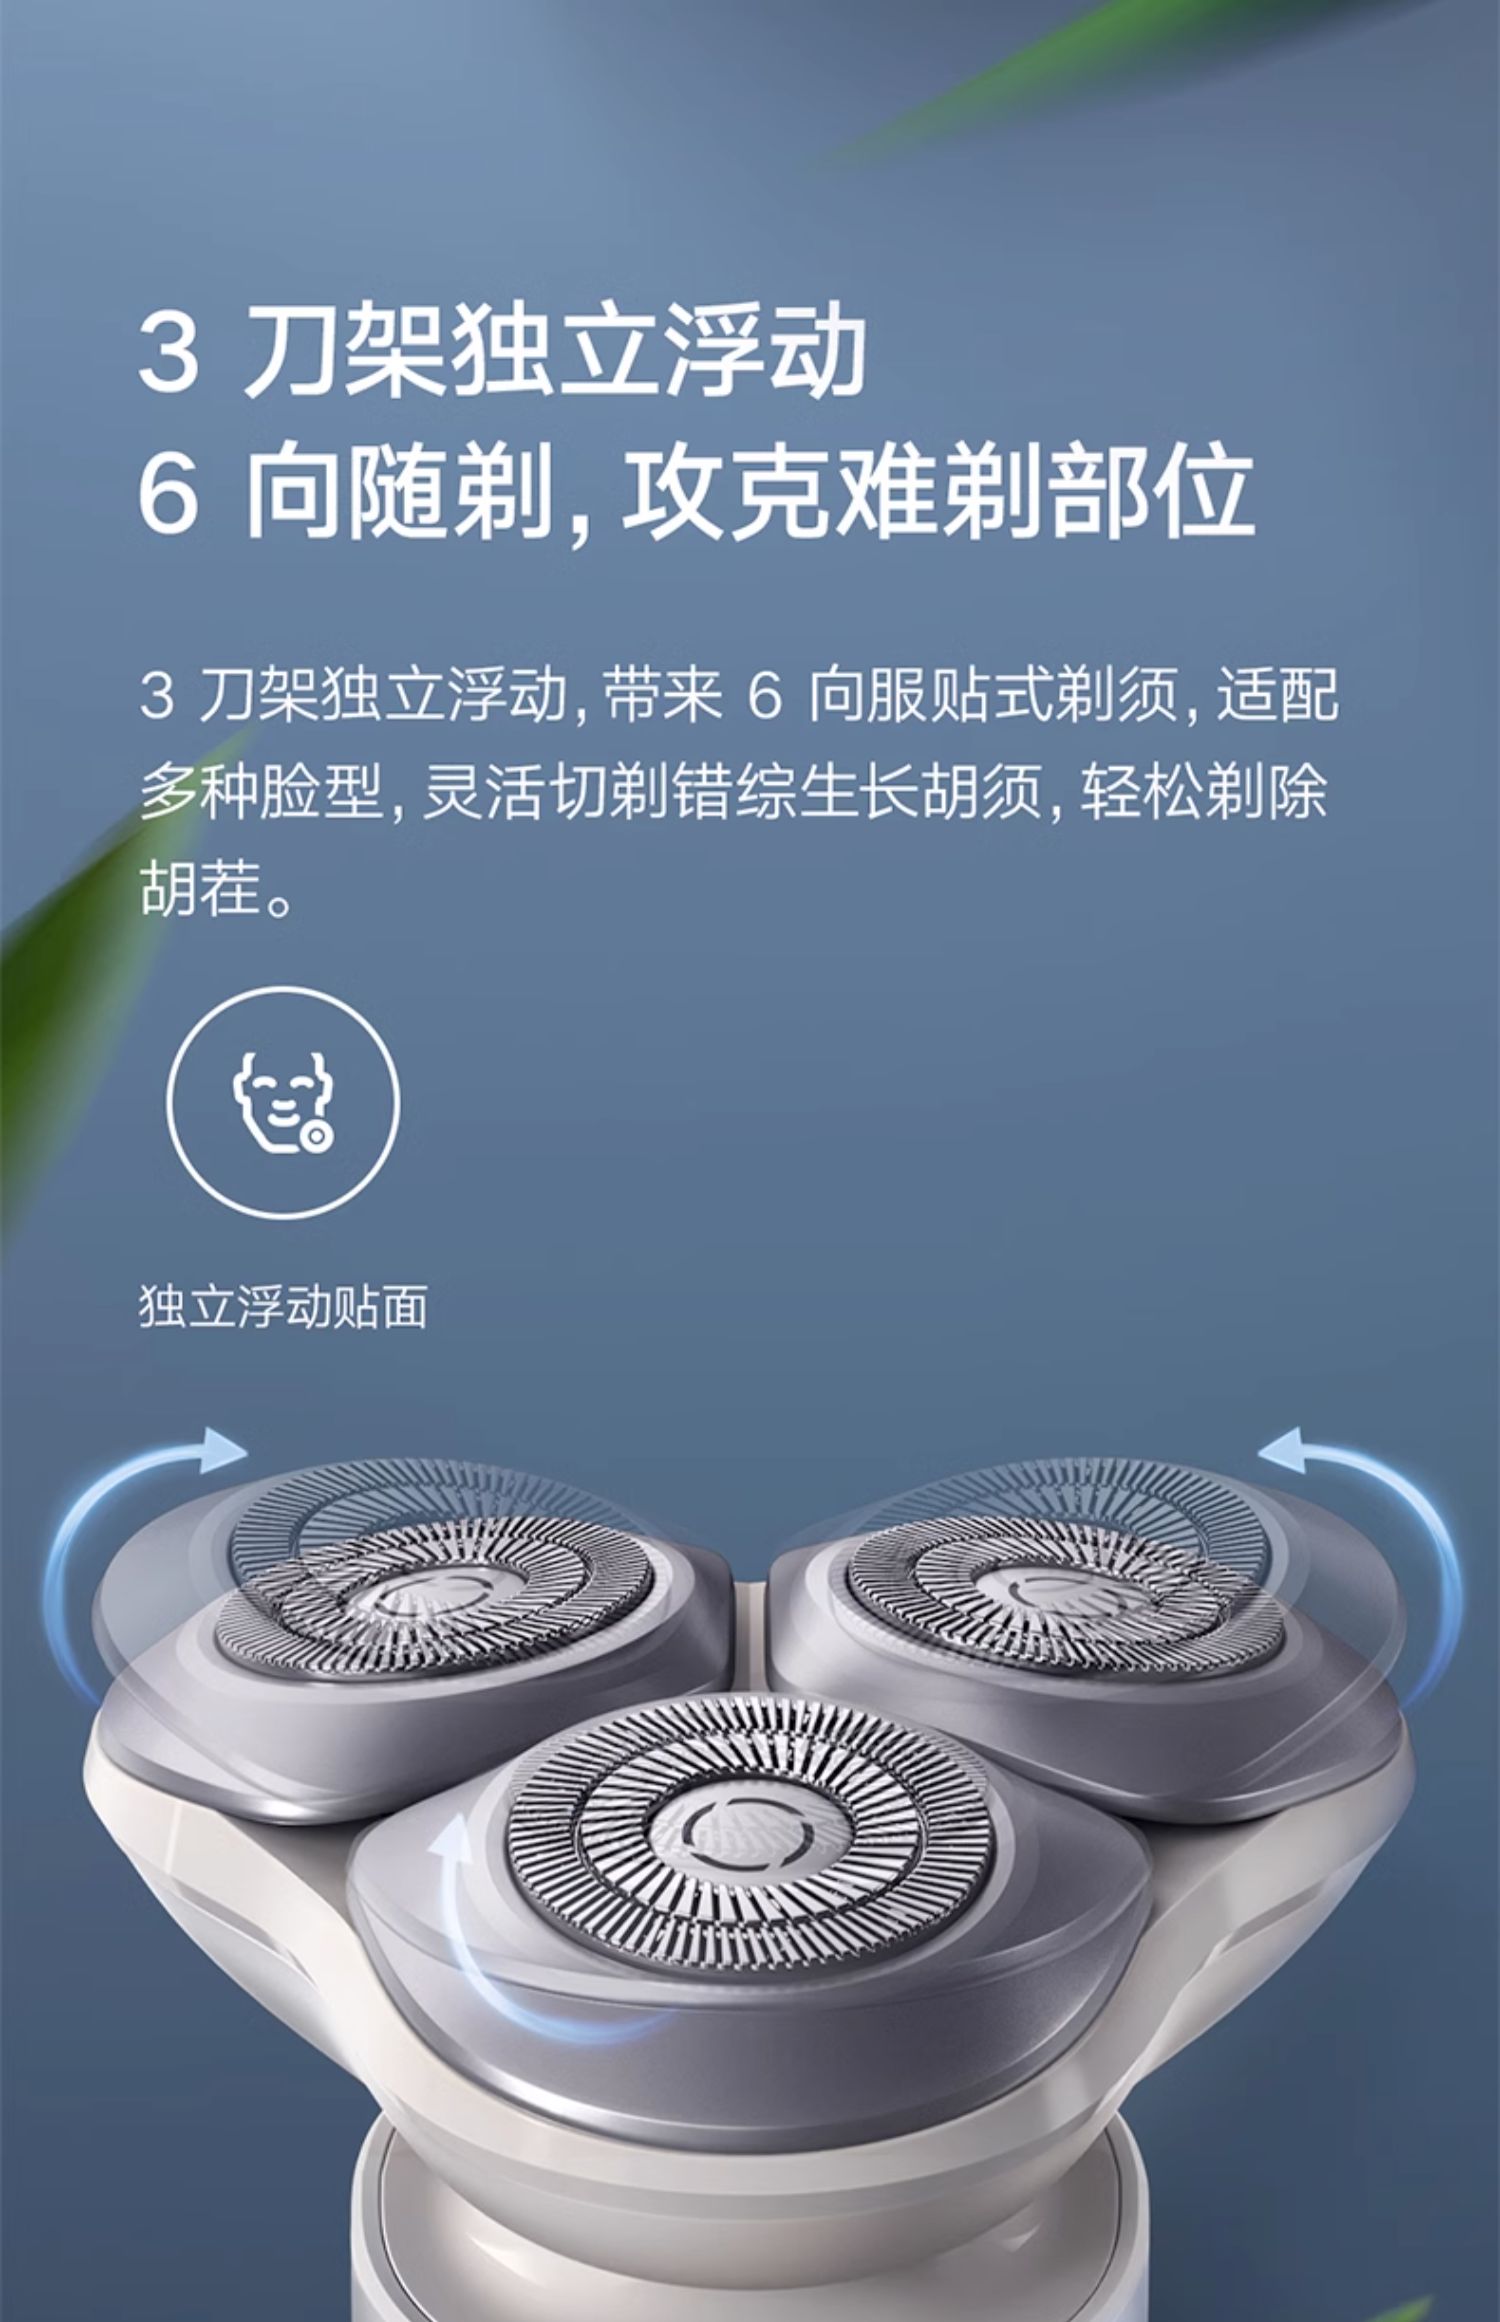 3 刀架独立浮动
6 向随剃，攻克难剃部位
3 刀架独立浮动，带来 6 向服贴式剃须，适配
多种脸型，灵活切剃错综生长胡须，轻松剃除
胡茬。
独立浮动贴面